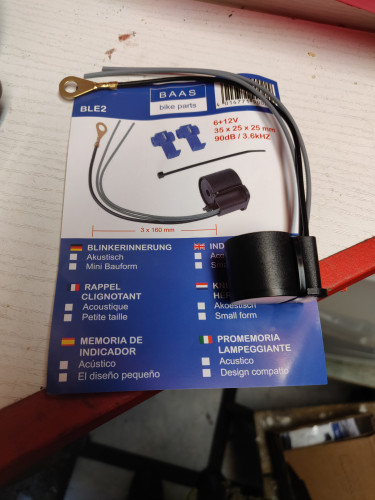 BAAS
bike parts
BLE2
6+12V
35 x 25 x 25 mm
90dB / 3.6kHZ
3 x 180 mm
BLINKERINNERUNG
Akustisch
Mini Bauform
RAPPEL
CLIGNOTANT
Acoustique
Petite taille
Akoestisch
Small form
MEMORIA DE
INDICADOR
Acústico
El diseño pequeño
PROMEMORIA
LAMPEGGIANTE
Acustico
Design compatto